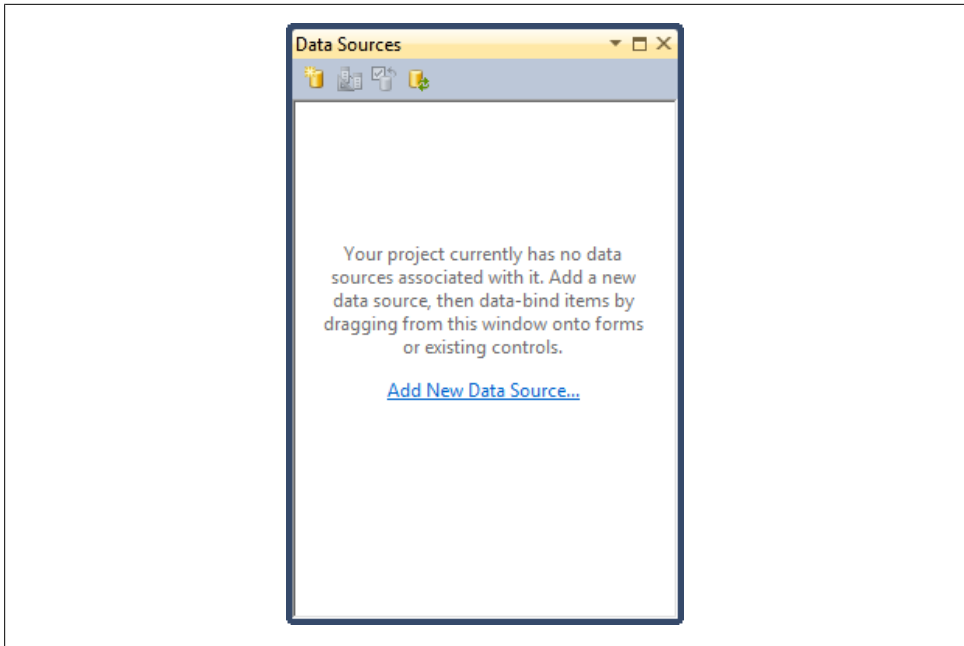 Data Sources
Your project currently has no data
sources associated with it. Add a new
data source, then data-bind items by
dragging from this window onto forms
or existing controls.
Add New Data Source...